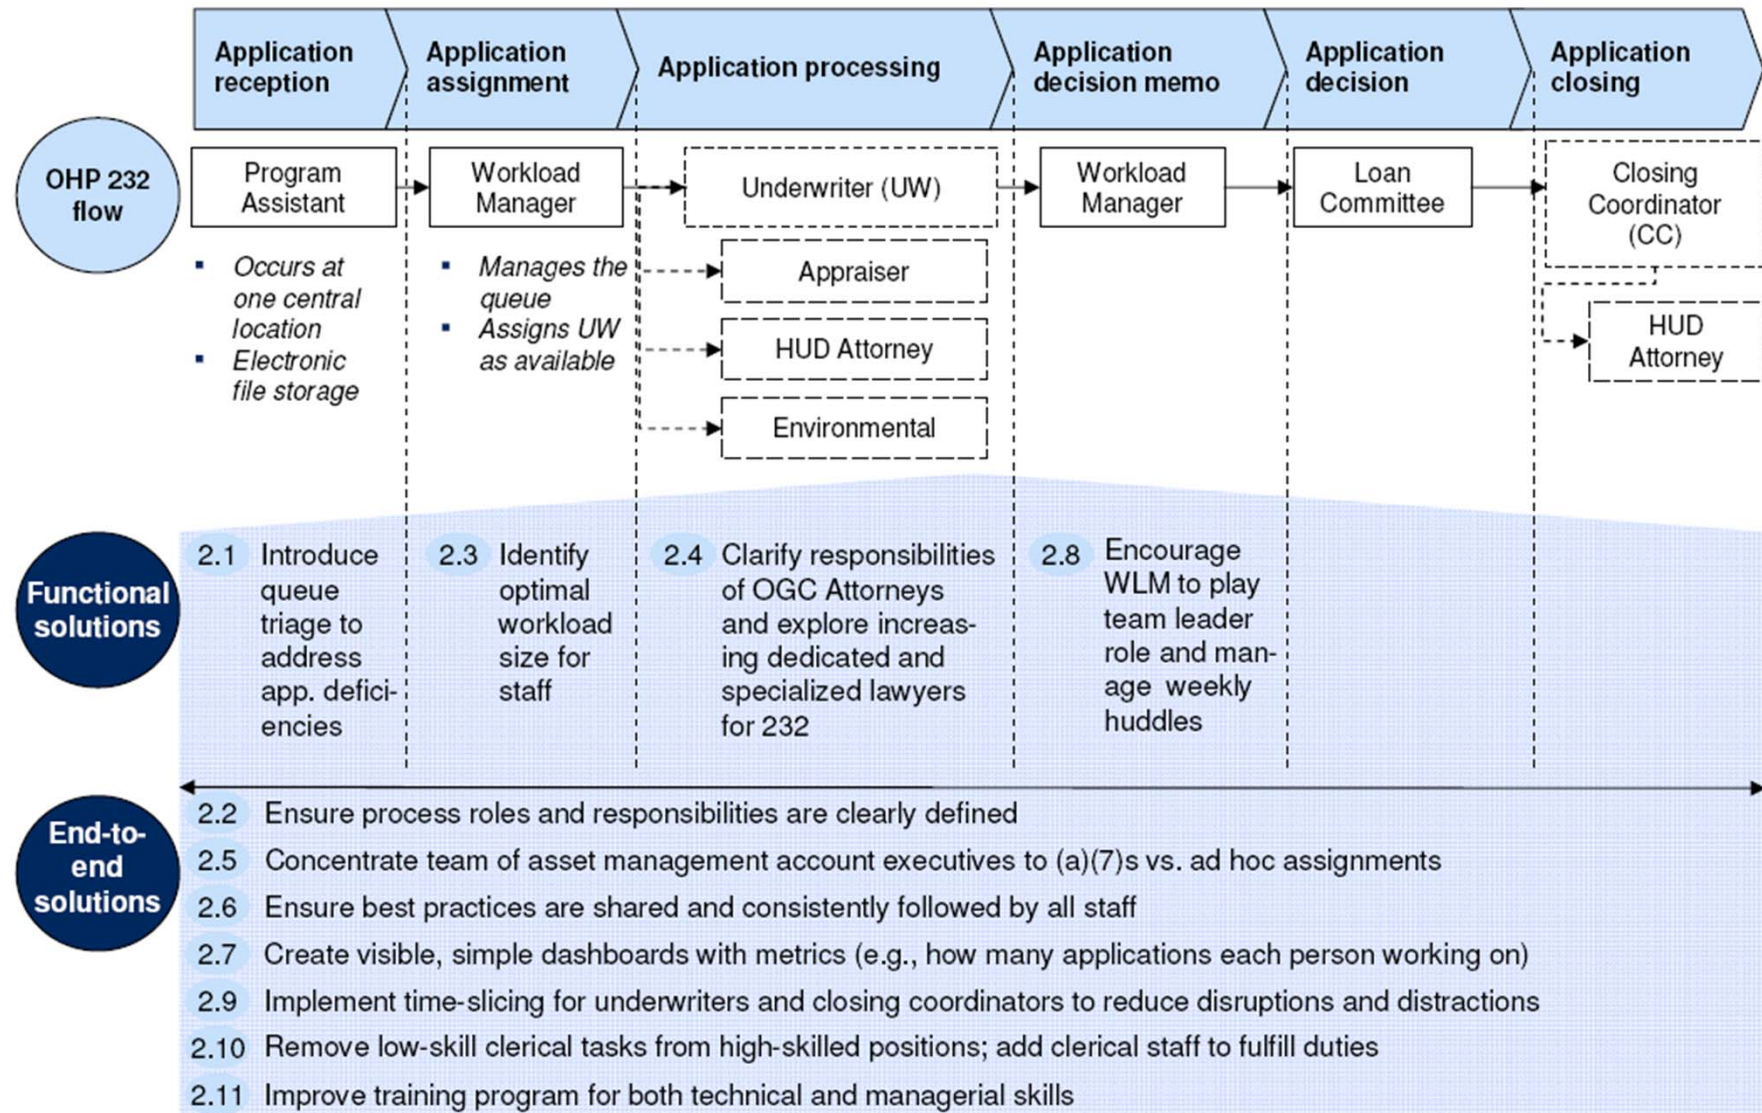 Application
reception
Application
assignment
Application processing
Application
decision memo
Application
decision
Application
closing
OHP 232
flow
Program
Assistant
Workload
Manager
Underwriter (UW)
Workload
Manager
Loan
Committee
Closing
Coordinator
(CC)
▪ Occurs at
one central
location
▪ Electronic
file storage
▪ Manages the
queue
▪ Assigns UW
as available
Appraiser
HUD Attorney
Environmental
HUD
Attorney
Functional
solutions
2.1 Introduce
queue
triage to
address
app. defici-
encies
2.3 Identify
optimal
workload
size for
staff
2.4 Clarify responsibilities
of OGC Attorneys
and explore increas-
ing dedicated and
specialized lawyers
for 232
2.8 Encourage
WLM to play
team leader
role and man-
age weekly
huddles
End-to-
end
solutions
2.2 Ensure process roles and responsibilities are clearly defined
2.5 Concentrate team of asset management account executives to (a)(7)s vs. ad hoc assignments
2.6 Ensure best practices are shared and consistently followed by all staff
2.7 Create visible, simple dashboards with metrics (e.g., how many applications each person working on)
2.9 Implement time-slicing for underwriters and closing coordinators to reduce disruptions and distractions
2.10 Remove low-skill clerical tasks from high-skilled positions; add clerical staff to fulfill duties
2.11 Improve training program for both technical and managerial skills